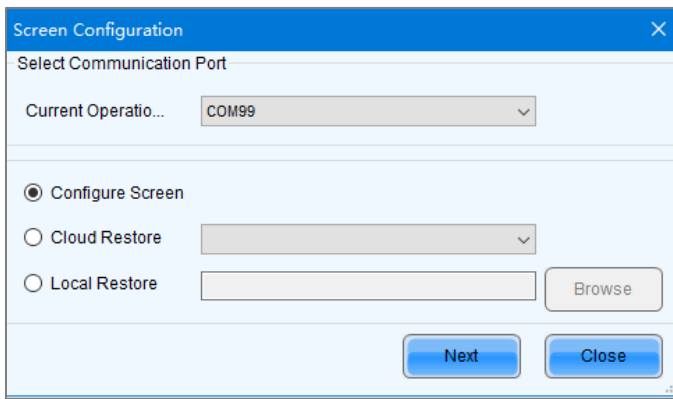 Screen Configuration
Select Communication Port
Current Operatio... COM99
Configure Screen
Cloud Restore
Local Restore Browse
Next Close